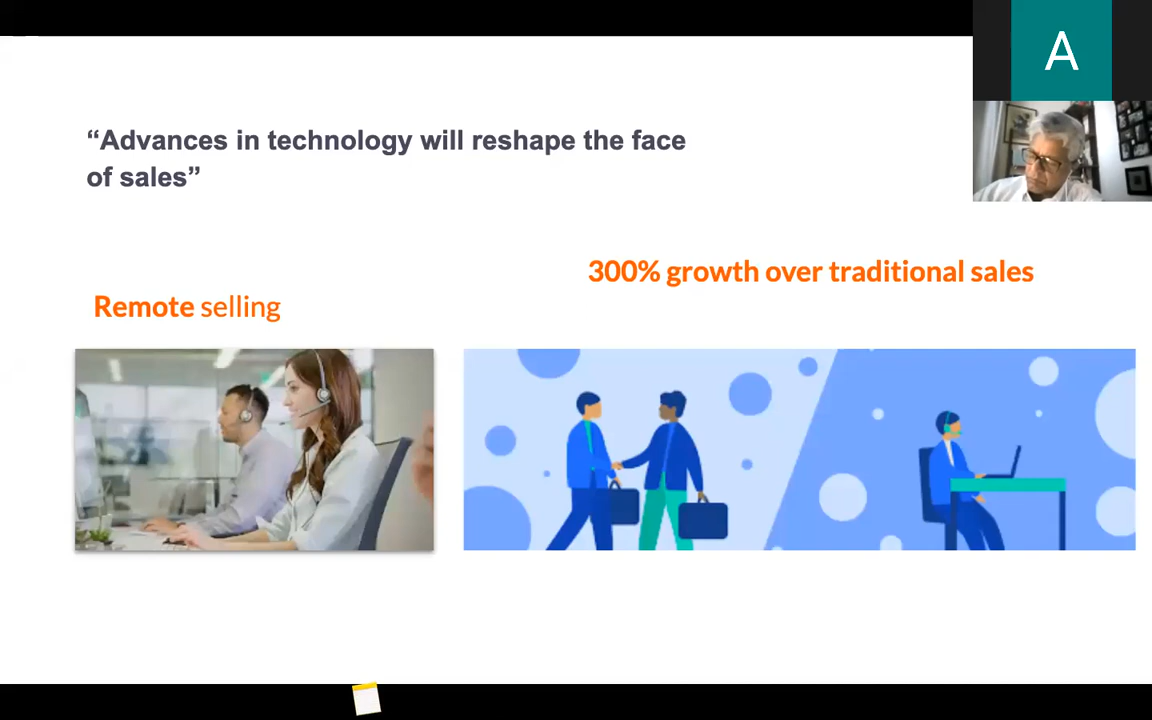 A
“Advances in technology will reshape the face
of sales”
300% growth over traditional sales
Remote selling